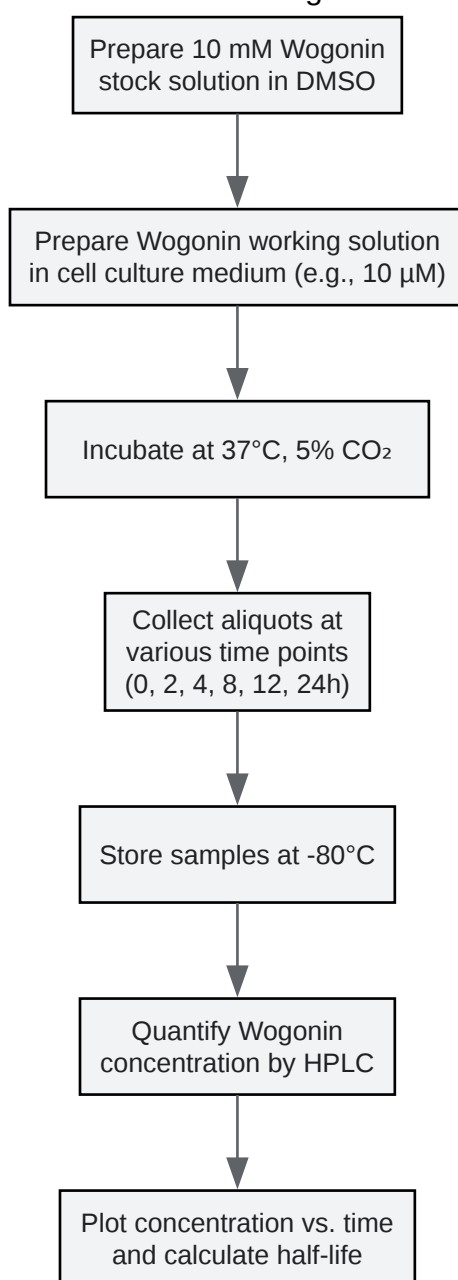 Prepare 10 mM Wogonin
stock solution in DMSO
Prepare Wogonin working solution
in cell culture medium (e.g., 10 µM)
Incubate at 37°C, 5% CO₂
Collect aliquots at
various time points
(0, 2, 4, 8, 12, 24h)
Store samples at -80°C
Quantify Wogonin
concentration by HPLC
Plot concentration vs. time
and calculate half-life